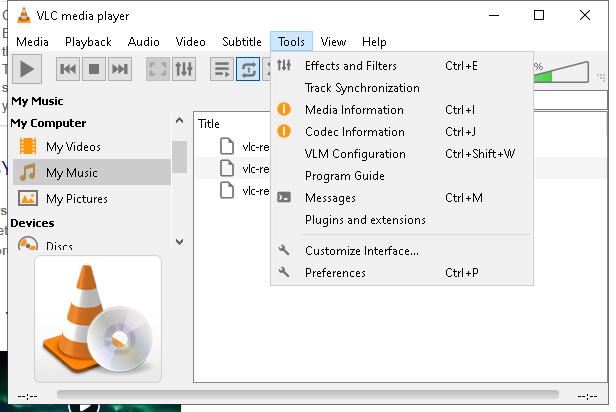 VLC media player
Media Playback Audio Video Subtitle Tools View Help
%
My Music
My Computer
My Videos
My Music
My Pictures
Devices
Discs
Title
vlc-re
vlc-re
vlc-re
Effects and Filters Ctrl+E
Track Synchronization
Media Information Ctrl+I
Codec Information Ctrl+J
VLM Configuration Ctrl+Shift+W
Program Guide
Messages Ctrl+M
Plugins and extensions
Customize Interface...
Preferences Ctrl+P
--:-- --:--